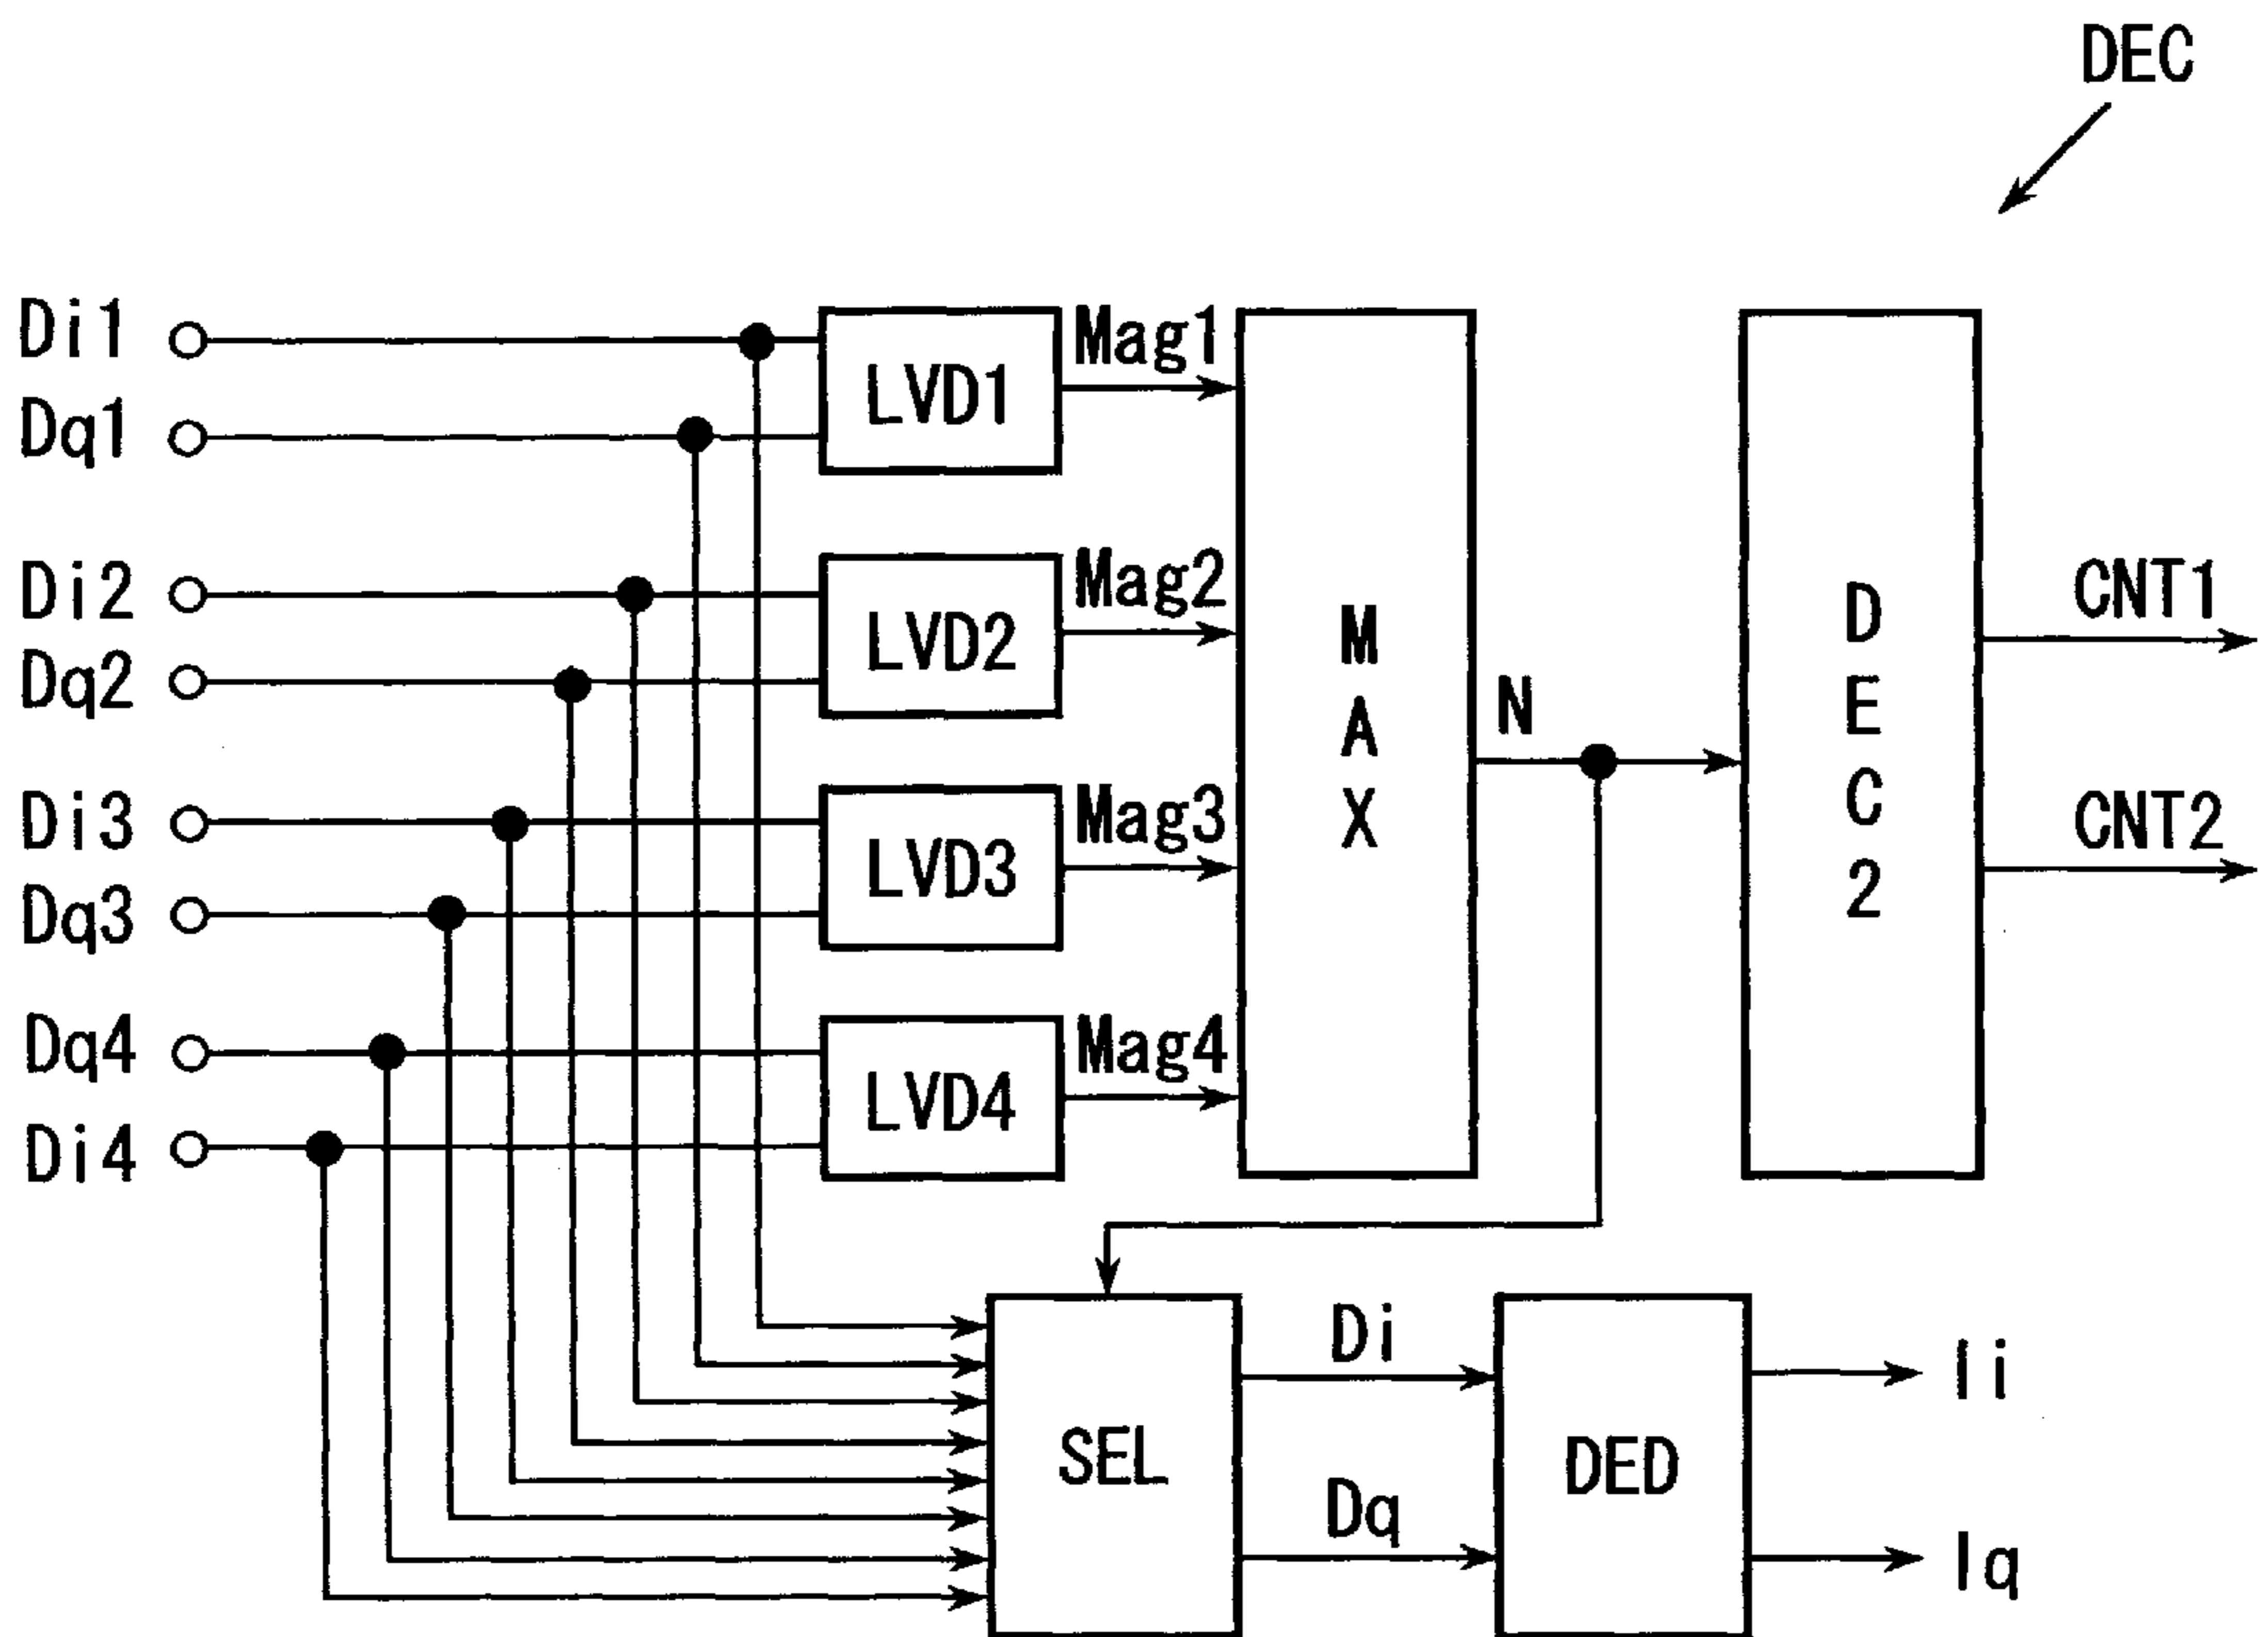 DEC
Di1
Dq1
Di2
Dq2
Di3
Dq3
Dq4
Di4
LVD1
LVD2
LVD3
LVD4
Mag1
Mag2
Mag3
Mag4
MAX
N
DEC2
CNT1
CNT2
SEL
Di
Dq
DED
Ii
Iq